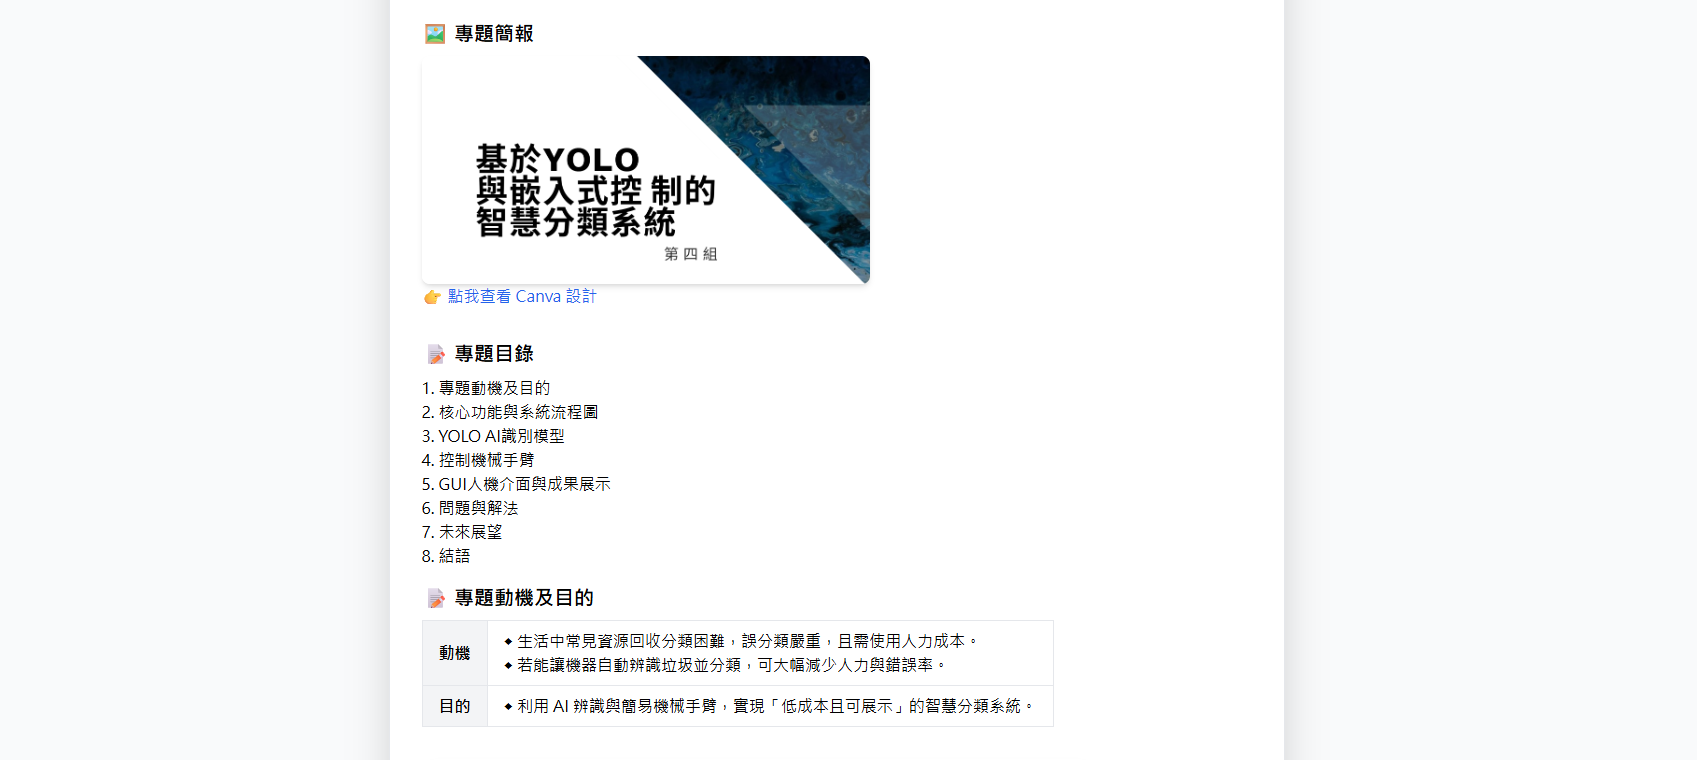 專題簡報
基於YOLO
與嵌入式控 制的
智慧分類系統
第四組
點我查看 Canva 設計
專題目錄
1. 專題動機及目的
2. 核心功能與系統流程圖
3. YOLO AI識別模型
4. 控制機械手臂
5. GUI人機介面與成果展示
6. 問題與解法
7. 未來展望
8. 結語
專題動機及目的
動機
🔹 生活中常見資源回收分類困難，誤分類嚴重，且需使用人力成本。
🔹 若能讓機器自動辨識垃圾並分類，可大幅減少人力與錯誤率。
目的
🔹 利用 AI 辨識與簡易機械手臂，實現「低成本且可展示」的智慧分類系統。